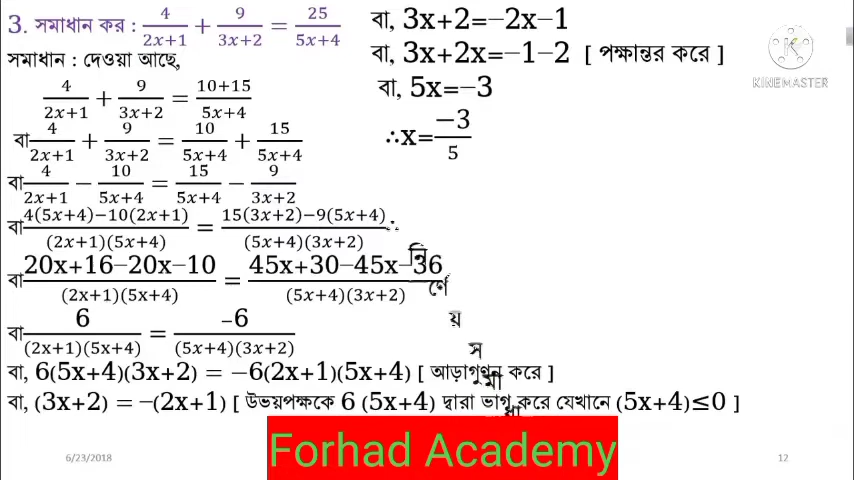 3. সমাধান কর : 4/(2x+1) + 9/(3x+2) = 25/(5x+4)
সমাধান : দেওয়া আছে,
4/(2x+1) + 9/(3x+2) = (10+15)/(5x+4)
বা 4/(2x+1) + 9/(3x+2) = 10/(5x+4) + 15/(5x+4)
বা 4/(2x+1) − 10/(5x+4) = 15/(5x+4) − 9/(3x+2)
বা (4(5x+4)−10(2x+1))/((2x+1)(5x+4)) = (15(3x+2)−9(5x+4))/((5x+4)(3x+2))
বা (20x+16−20x−10)/((2x+1)(5x+4)) = (45x+30−45x−36)/((5x+4)(3x+2))
বা 6/((2x+1)(5x+4)) = −6/((5x+4)(3x+2))
বা, 6(5x+4)(3x+2) = −6(2x+1)(5x+4) [ আড়াগুণন করে ]
বা, (3x+2) = −(2x+1) [ উভয়পক্ষকে 6 (5x+4) দ্বারা ভাগ করে যেখানে (5x+4)≤0 ]
বা, 3x+2=−2x−1
বা, 3x+2x=−1−2 [ পক্ষান্তর করে ]
বা, 5x=−3
∴x=−3/5
∴
নি
র্ণে
য়
স
মা
ধা
KINEMASTER
Forhad Academy
6/23/2018
12